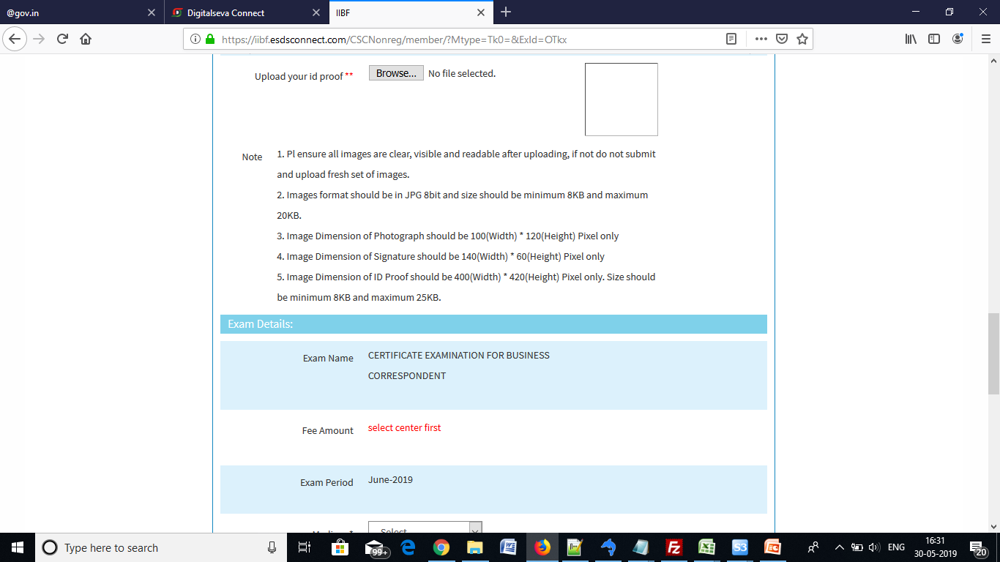 @gov.in
Digitalseva Connect
IIBF
https://iibf.esdsconnect.com/CSCNonreg/member/?Mtype=Tk0=&ExId=OTkx
Upload your id proof **
Browse... No file selected.
Note
1. Pl ensure all images are clear, visible and readable after uploading, if not do not submit
and upload fresh set of images.
2. Images format should be in JPG 8bit and size should be minimum 8KB and maximum
20KB.
3. Image Dimension of Photograph should be 100(Width) * 120(Height) Pixel only
4. Image Dimension of Signature should be 140(Width) * 60(Height) Pixel only
5. Image Dimension of ID Proof should be 400(Width) * 420(Height) Pixel only. Size should
be minimum 8KB and maximum 25KB.
Exam Details:
Exam Name
CERTIFICATE EXAMINATION FOR BUSINESS
CORRESPONDENT
Fee Amount
select center first
Exam Period
June-2019
Select
Type here to search
99+
S3
ENG
16:31
30-05-2019
20